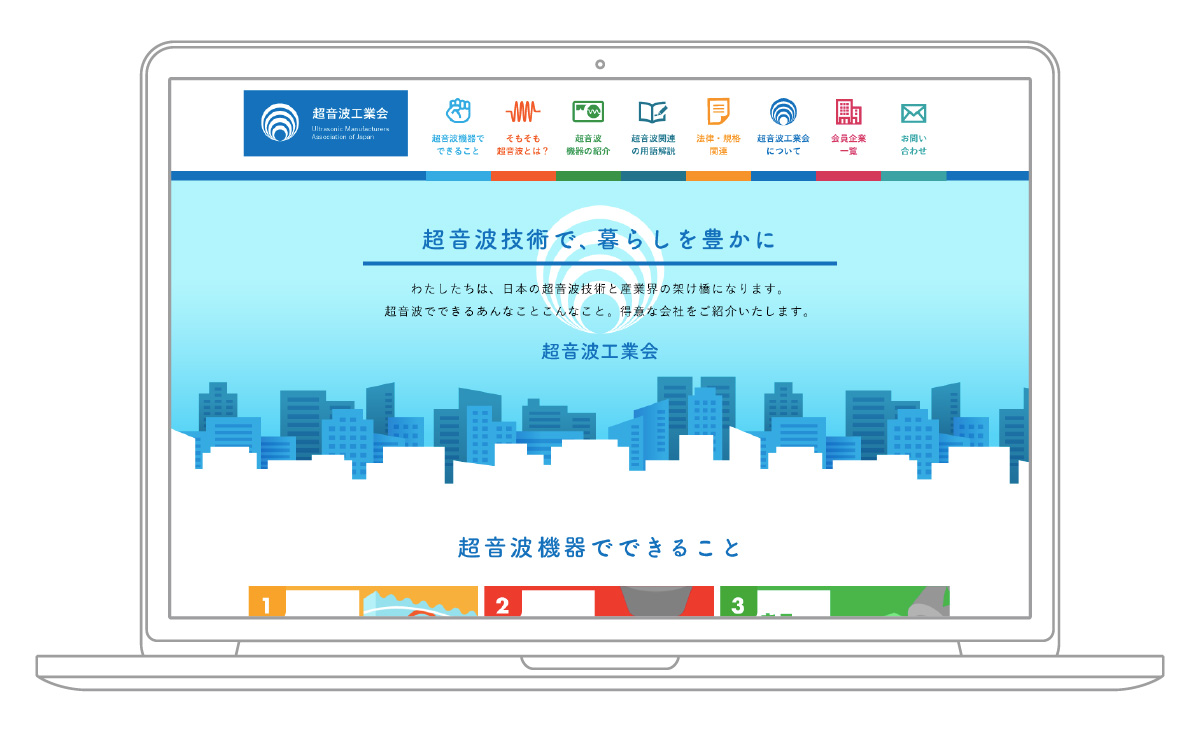 超音波工業会
Ultrasonic Manufacturers
Association of Japan
超音波機器で
できること
そもそも
超音波とは?
超音波
機器の紹介
超音波関連
の用語解説
法律・規格
関連
超音波工業会
について
会員企業
一覧
お問い
合わせ
超音波技術で、暮らしを豊かに
わたしたちは、日本の超音波技術と産業界の架け橋になります。
超音波でできるあんなことこんなこと。得意な会社をご紹介いたします。
超音波工業会
超音波機器でできること
1
2
3